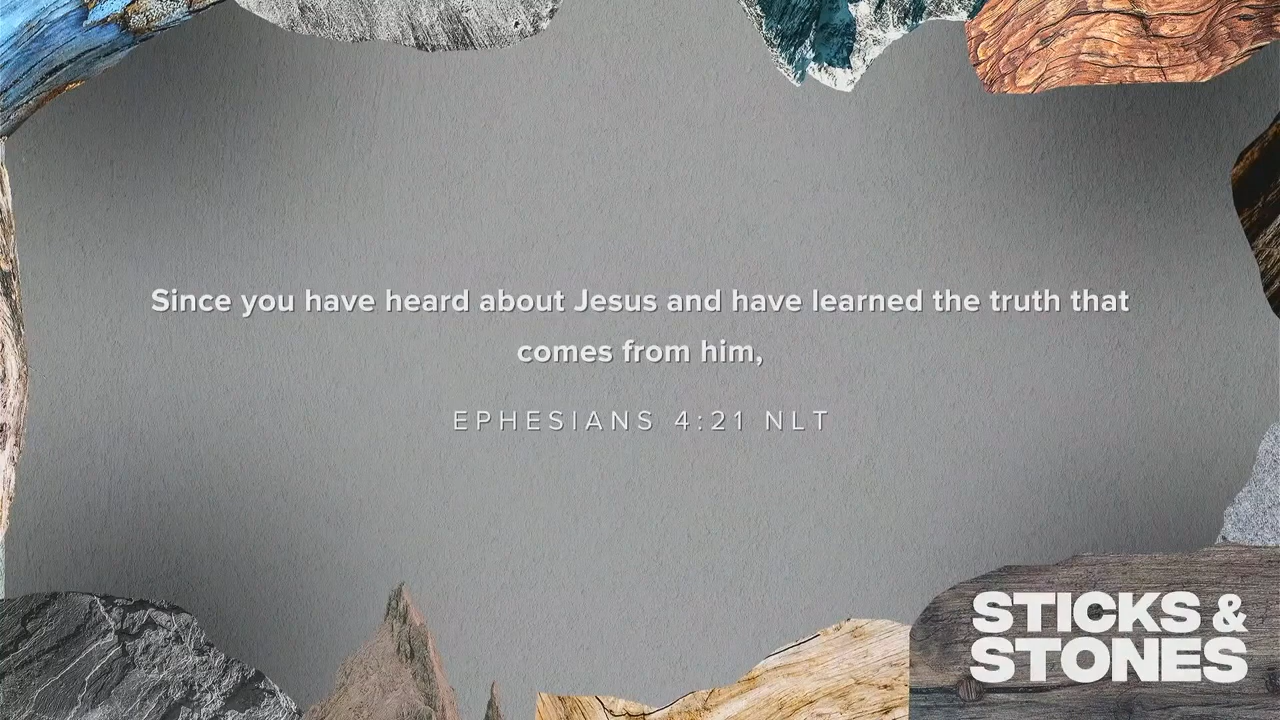 Since you have heard about Jesus and have learned the truth that
comes from him,
EPHESIANS 4:21 NLT
STICKS &
STONES